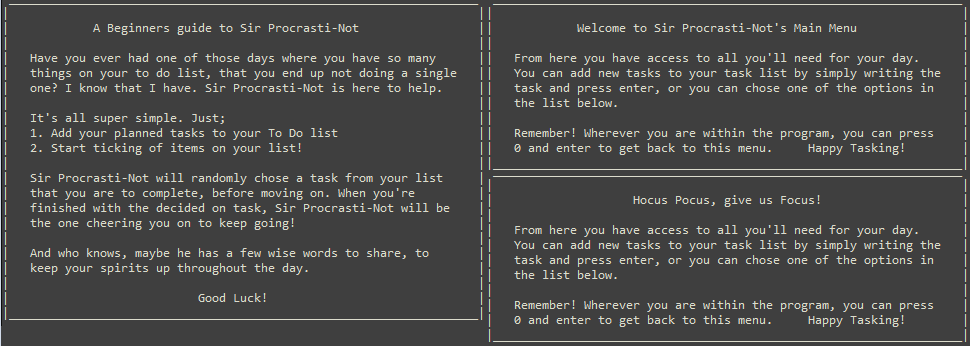 A Beginners guide to Sir Procrasti-Not
Have you ever had one of those days where you have so many
things on your to do list, that you end up not doing a single
one? I know that I have. Sir Procrasti-Not is here to help.
It's all super simple. Just;
1. Add your planned tasks to your To Do list
2. Start ticking of items on your list!
Sir Procrasti-Not will randomly chose a task from your list
that you are to complete, before moving on. When you're
finished with the decided on task, Sir Procrasti-Not will be
the one cheering you on to keep going!
And who knows, maybe he has a few wise words to share, to
keep your spirits up throughout the day.
Good Luck!
Welcome to Sir Procrasti-Not's Main Menu
From here you have access to all you'll need for your day.
You can add new tasks to your task list by simply writing the
task and press enter, or you can chose one of the options in
the list below.
Remember! Wherever you are within the program, you can press
0 and enter to get back to this menu. Happy Tasking!
Hocus Pocus, give us Focus!
From here you have access to all you'll need for your day.
You can add new tasks to your task list by simply writing the
task and press enter, or you can chose one of the options in
the list below.
Remember! Wherever you are within the program, you can press
0 and enter to get back to this menu. Happy Tasking!